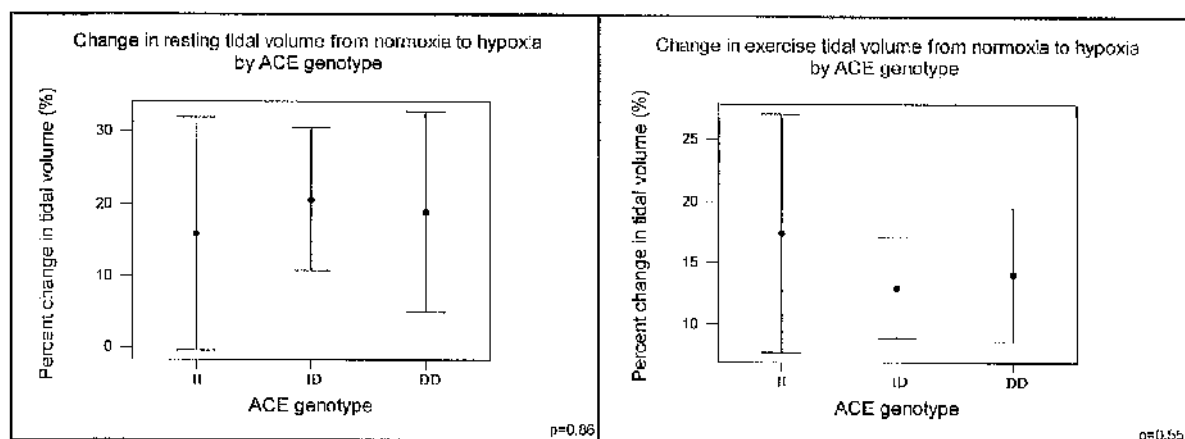 Change in resting tidal volume from normoxia to hypoxia
by ACE genotype
Percent change in tidal volume (%)
30
20
10
0
II
ID
DD
ACE genotype
p=0.86
Change in exercise tidal volume from normoxia to hypoxia
by ACE genotype
Percent change in tidal volume (%)
25
20
15
10
II
ID
DD
ACE genotype
p=0.55